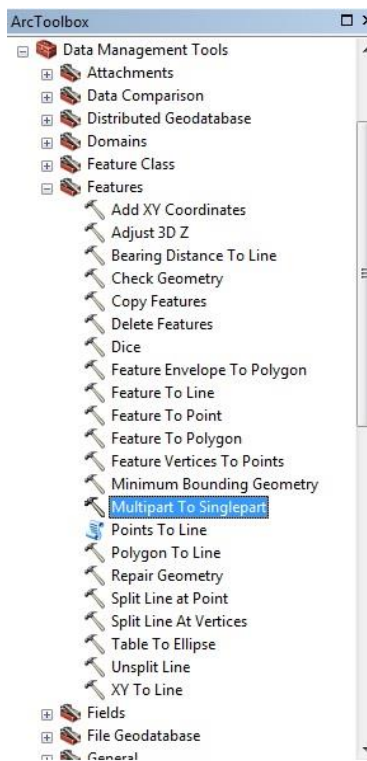 ArcToolbox
Data Management Tools
Attachments
Data Comparison
Distributed Geodatabase
Domains
Feature Class
Features
Add XY Coordinates
Adjust 3D Z
Bearing Distance To Line
Check Geometry
Copy Features
Delete Features
Dice
Feature Envelope To Polygon
Feature To Line
Feature To Point
Feature To Polygon
Feature Vertices To Points
Minimum Bounding Geometry
Multipart To Singlepart
Points To Line
Polygon To Line
Repair Geometry
Split Line at Point
Split Line At Vertices
Table To Ellipse
Unsplit Line
XY To Line
Fields
File Geodatabase
General